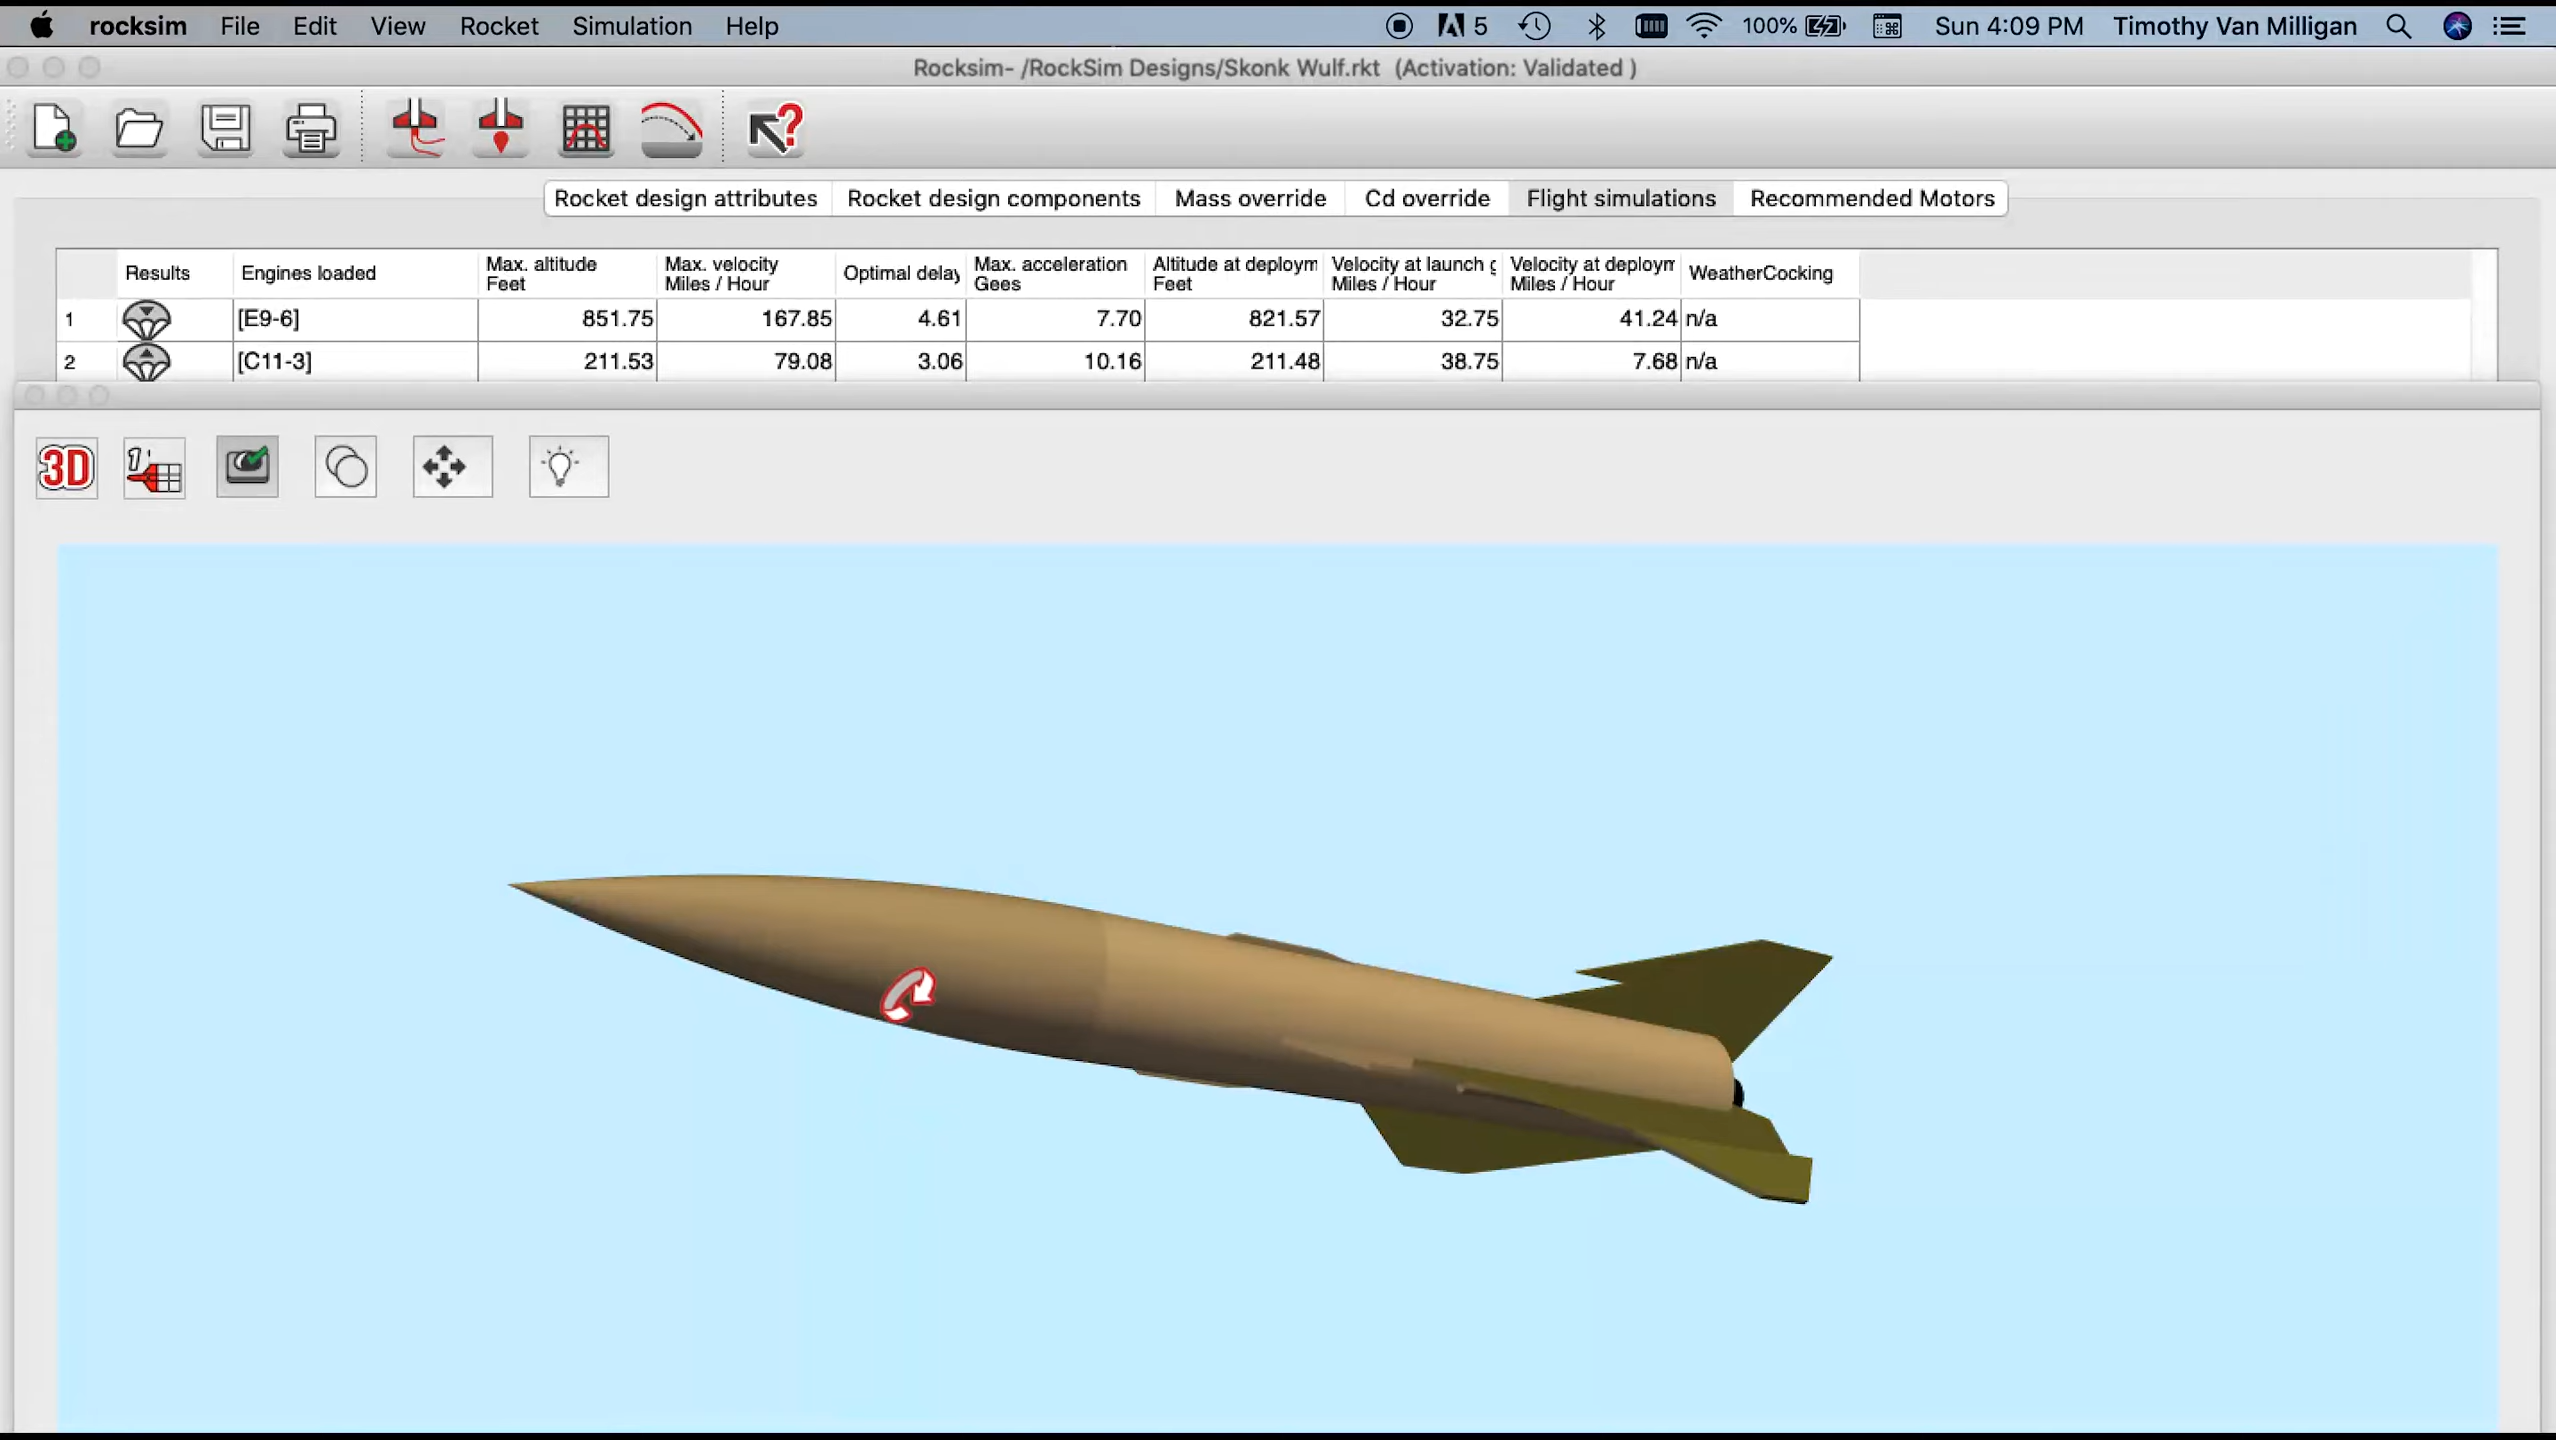 rocksim File Edit View Rocket Simulation Help 5 100% Sun 4:09 PM Timothy Van Milligan
Rocksim- /RockSim Designs/Skonk Wulf.rkt (Activation: Validated )
?
Rocket design attributes Rocket design components Mass override Cd override Flight simulations Recommended Motors
Results Engines loaded Max. altitude Feet Max. velocity Miles / Hour Optimal delay Max. acceleration Gees Altitude at deploym Feet Velocity at launch g Miles / Hour Velocity at deploym Miles / Hour WeatherCocking
1 [E9-6] 851.75 167.85 4.61 7.70 821.57 32.75 41.24 n/a
2 [C11-3] 211.53 79.08 3.06 10.16 211.48 38.75 7.68 n/a
3D 1